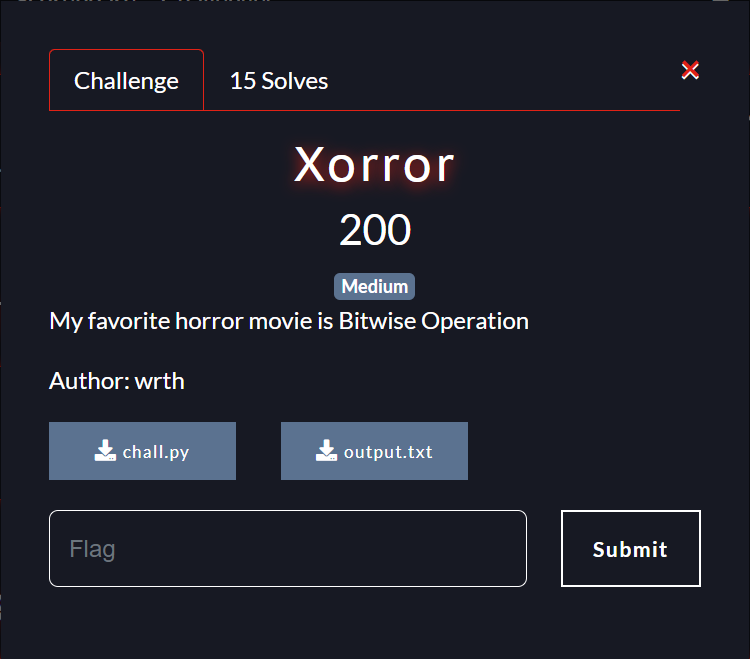 Challenge
15 Solves
Xorror
200
Medium
My favorite horror movie is Bitwise Operation
Author: wrth
chall.py
output.txt
Flag
Submit